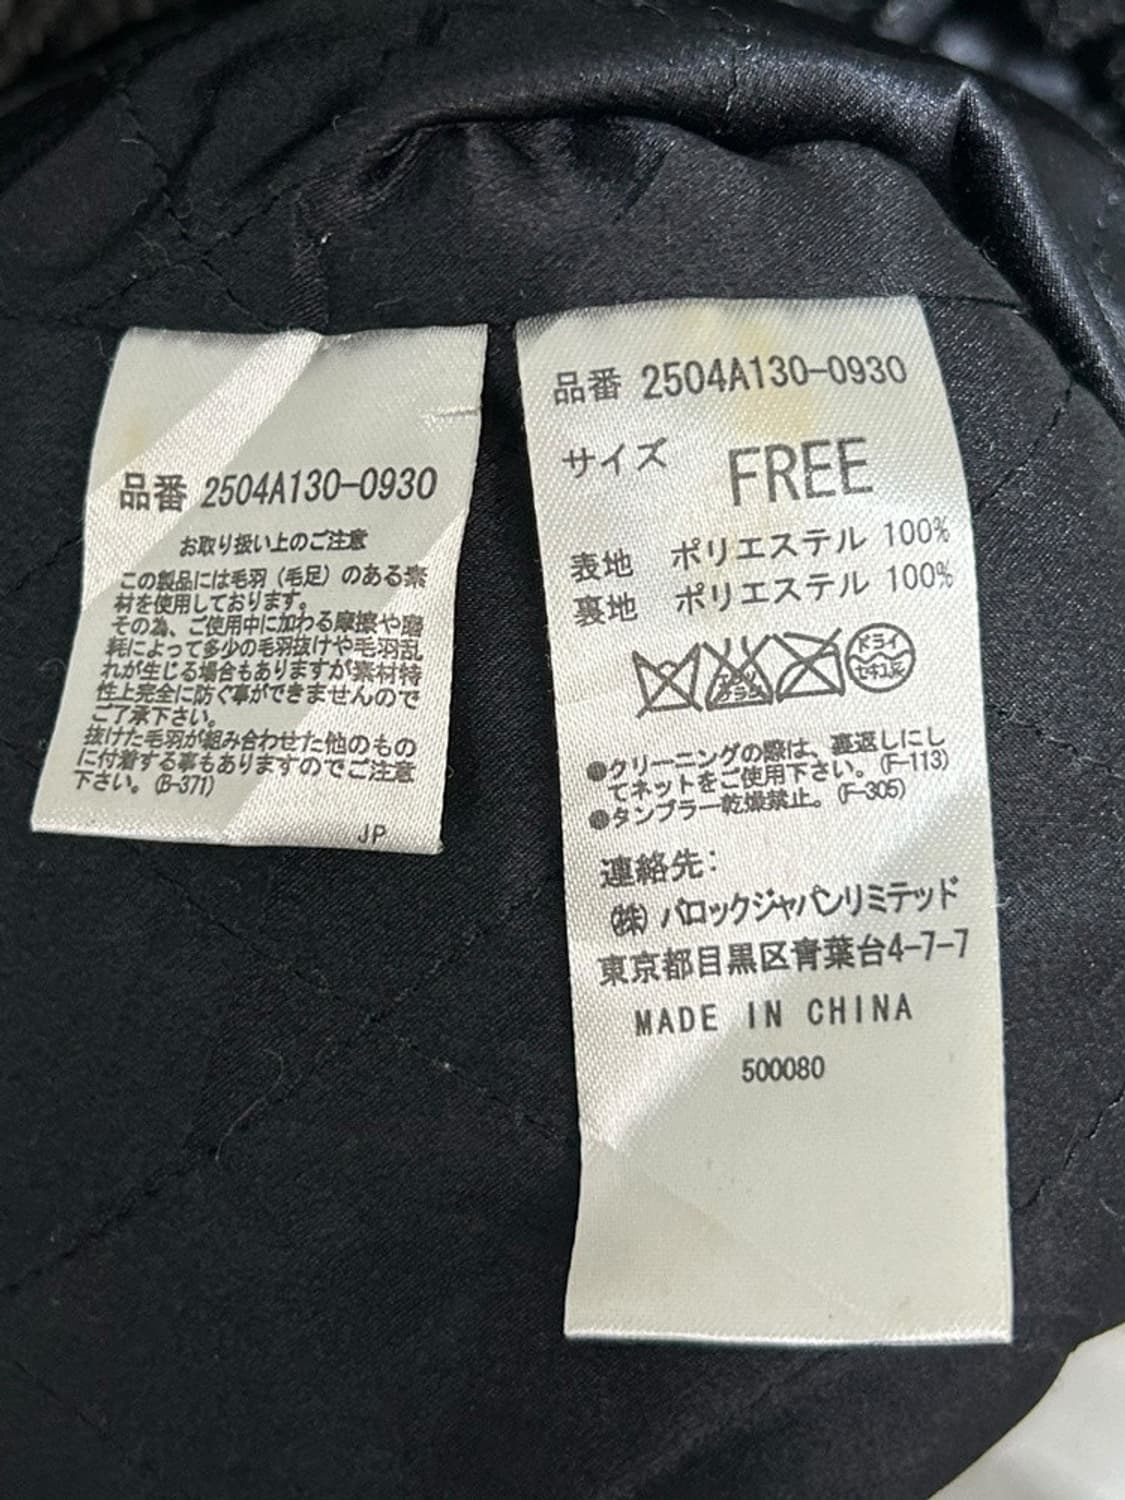 品番 2504A130-0930
お取り扱い上のご注意
この製品には毛羽（毛足）のある素
材を使用しております。
その為、ご使用中に加わる摩擦や磨
耗によって多少の毛羽抜けや毛羽乱
れが生じる場合もありますが素材特
性上完全に防ぐ事ができませんので
ご了承下さい。
抜けた毛羽が組み合わせた他のもの
に付着する事もありますのでご注意
下さい。(B-371)
JP
品番 2504A130-0930
サイズ FREE
表地 ポリエステル 100%
裏地 ポリエステル 100%
エンソ サラシ
ドライ
セキユ系
●クリーニングの際は、裏返しにし
てネットをご使用下さい。(F-113)
●タンブラー乾燥禁止。(F-305)
連絡先:
(株)バロックジャパンリミテッド
東京都目黒区青葉台4-7-7
MADE IN CHINA
500080